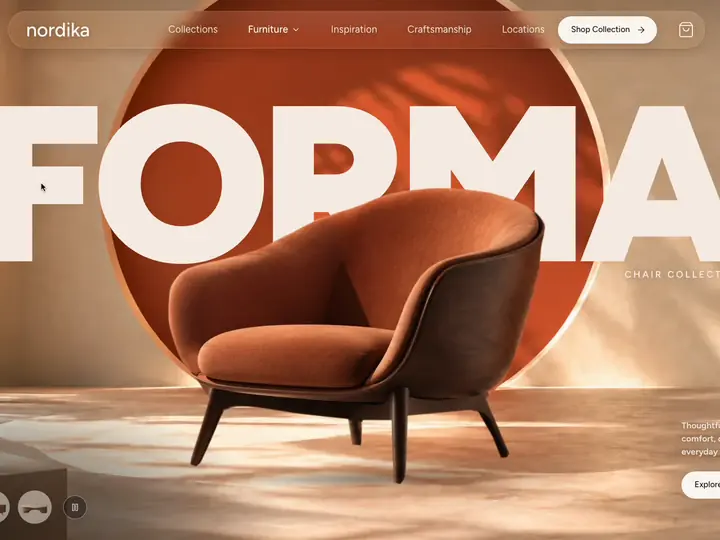 nordika
Collections
Furniture
Inspiration
Craftsmanship
Locations
Shop Collection
FORMA
CHAIR COLLECT
Thoughtf
comfort,
everyday
Explore